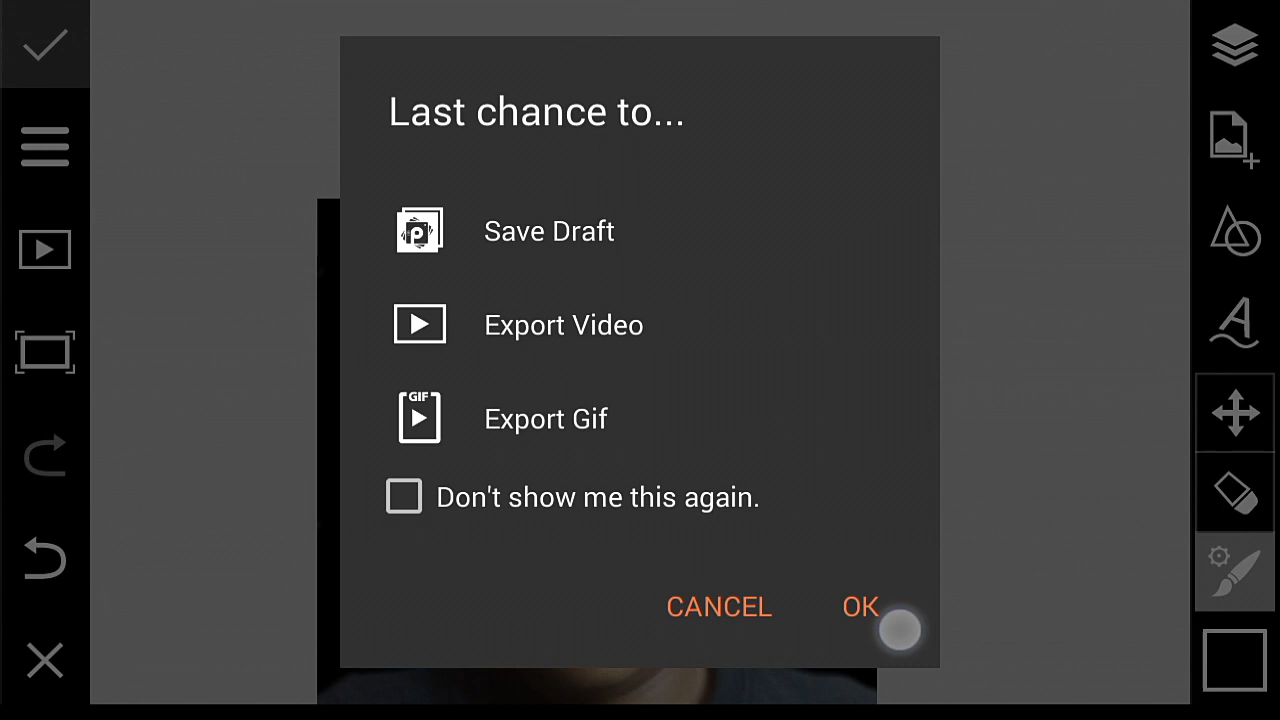 Last chance to...
Save Draft
Export Video
GIF
Export Gif
Don't show me this again.
CANCEL OK